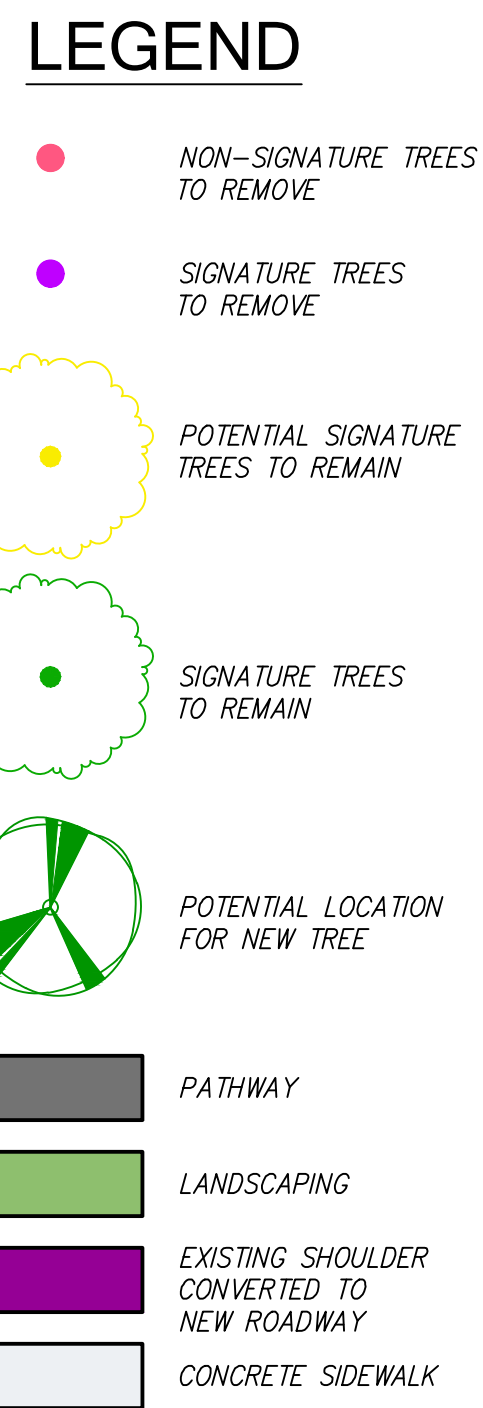 LEGEND
NON-SIGNATURE TREES
TO REMOVE
SIGNATURE TREES
TO REMOVE
POTENTIAL SIGNATURE
TREES TO REMAIN
SIGNATURE TREES
TO REMAIN
POTENTIAL LOCATION
FOR NEW TREE
PATHWAY
LANDSCAPING
EXISTING SHOULDER
CONVERTED TO
NEW ROADWAY
CONCRETE SIDEWALK